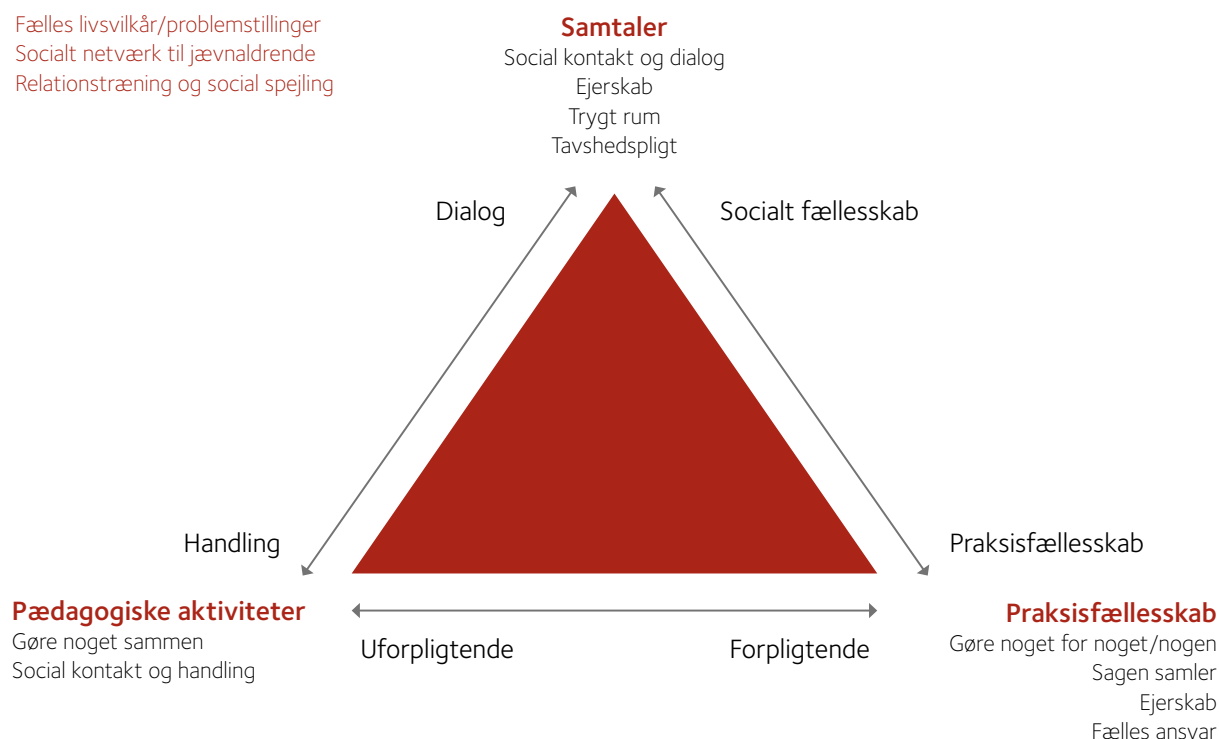 Fælles livsvilkår/problemstillinger
Socialt netværk til jævnaldrende
Relationstræning og social spejling
Samtaler
Social kontakt og dialog
Ejerskab
Trygt rum
Tavshedspligt
Dialog
Socialt fællesskab
Handling
Praksisfællesskab
Pædagogiske aktiviteter
Gøre noget sammen
Social kontakt og handling
Uforpligtende
Forpligtende
Praksisfællesskab
Gøre noget for noget/nogen
Sagen samler
Ejerskab
Fælles ansvar